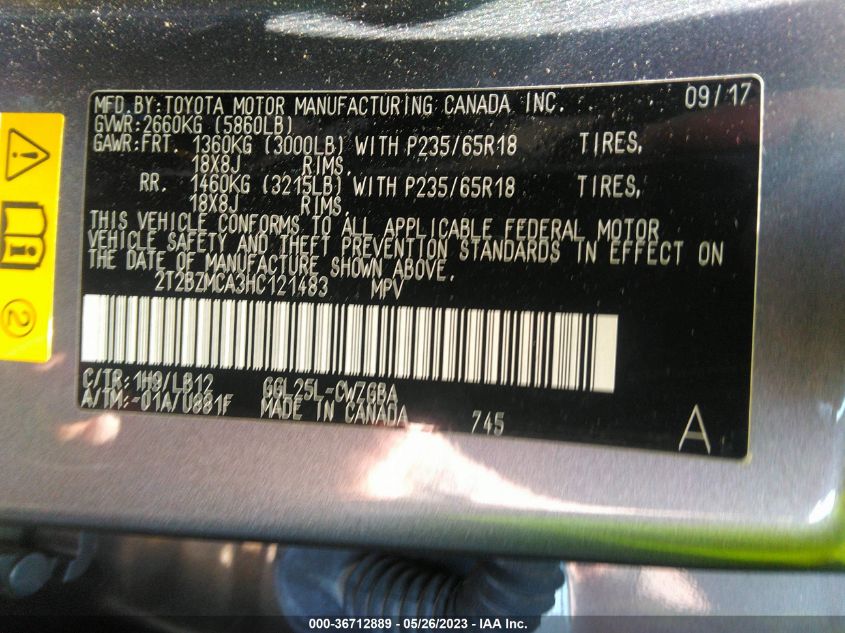 MFD.BY:TOYOTA MOTOR MANUFACTURING CANADA INC. 09/17
GVWR:2660KG (5860LB)
GAWR:FRT. 1360KG (3000LB) WITH P235/65R18 TIRES,
18X8J RIMS,
RR. 1460KG (3215LB) WITH P235/65R18 TIRES,
18X8J RIMS,
THIS VEHICLE CONFORMS TO ALL APPLICABLE FEDERAL MOTOR
VEHICLE SAFETY AND THEFT PREVENTION STANDARDS IN EFFECT ON
THE DATE OF MANUFACTURE SHOWN ABOVE.
2T2BZMCA3HC121483 MPV
C/TR:1H9/LB12 GGL25L-CWZGBA
A/TM:-01A/U881F MADE IN CANADA 745 A
2
000-36712889 - 05/26/2023 - IAA Inc.